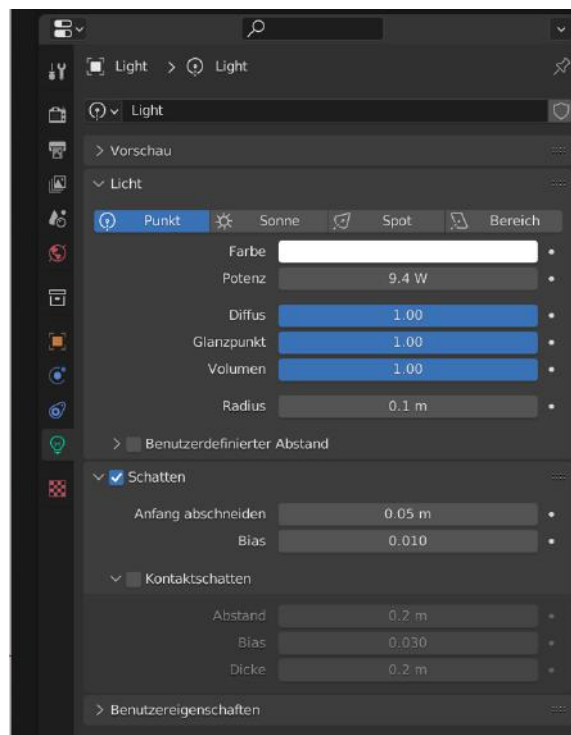 Light > Light
Light
> Vorschau
Licht
Punkt Sonne Spot Bereich
Farbe
Potenz 9.4 W
Diffus 1.00
Glanzpunkt 1.00
Volumen 1.00
Radius 0.1 m
Benutzerdefinierter Abstand
Schatten
Anfang abschneiden 0.05 m
Bias 0.010
Kontaktschatten
Abstand 0.2 m
Bias 0.030
Dicke 0.2 m
> Benutzereigenschaften